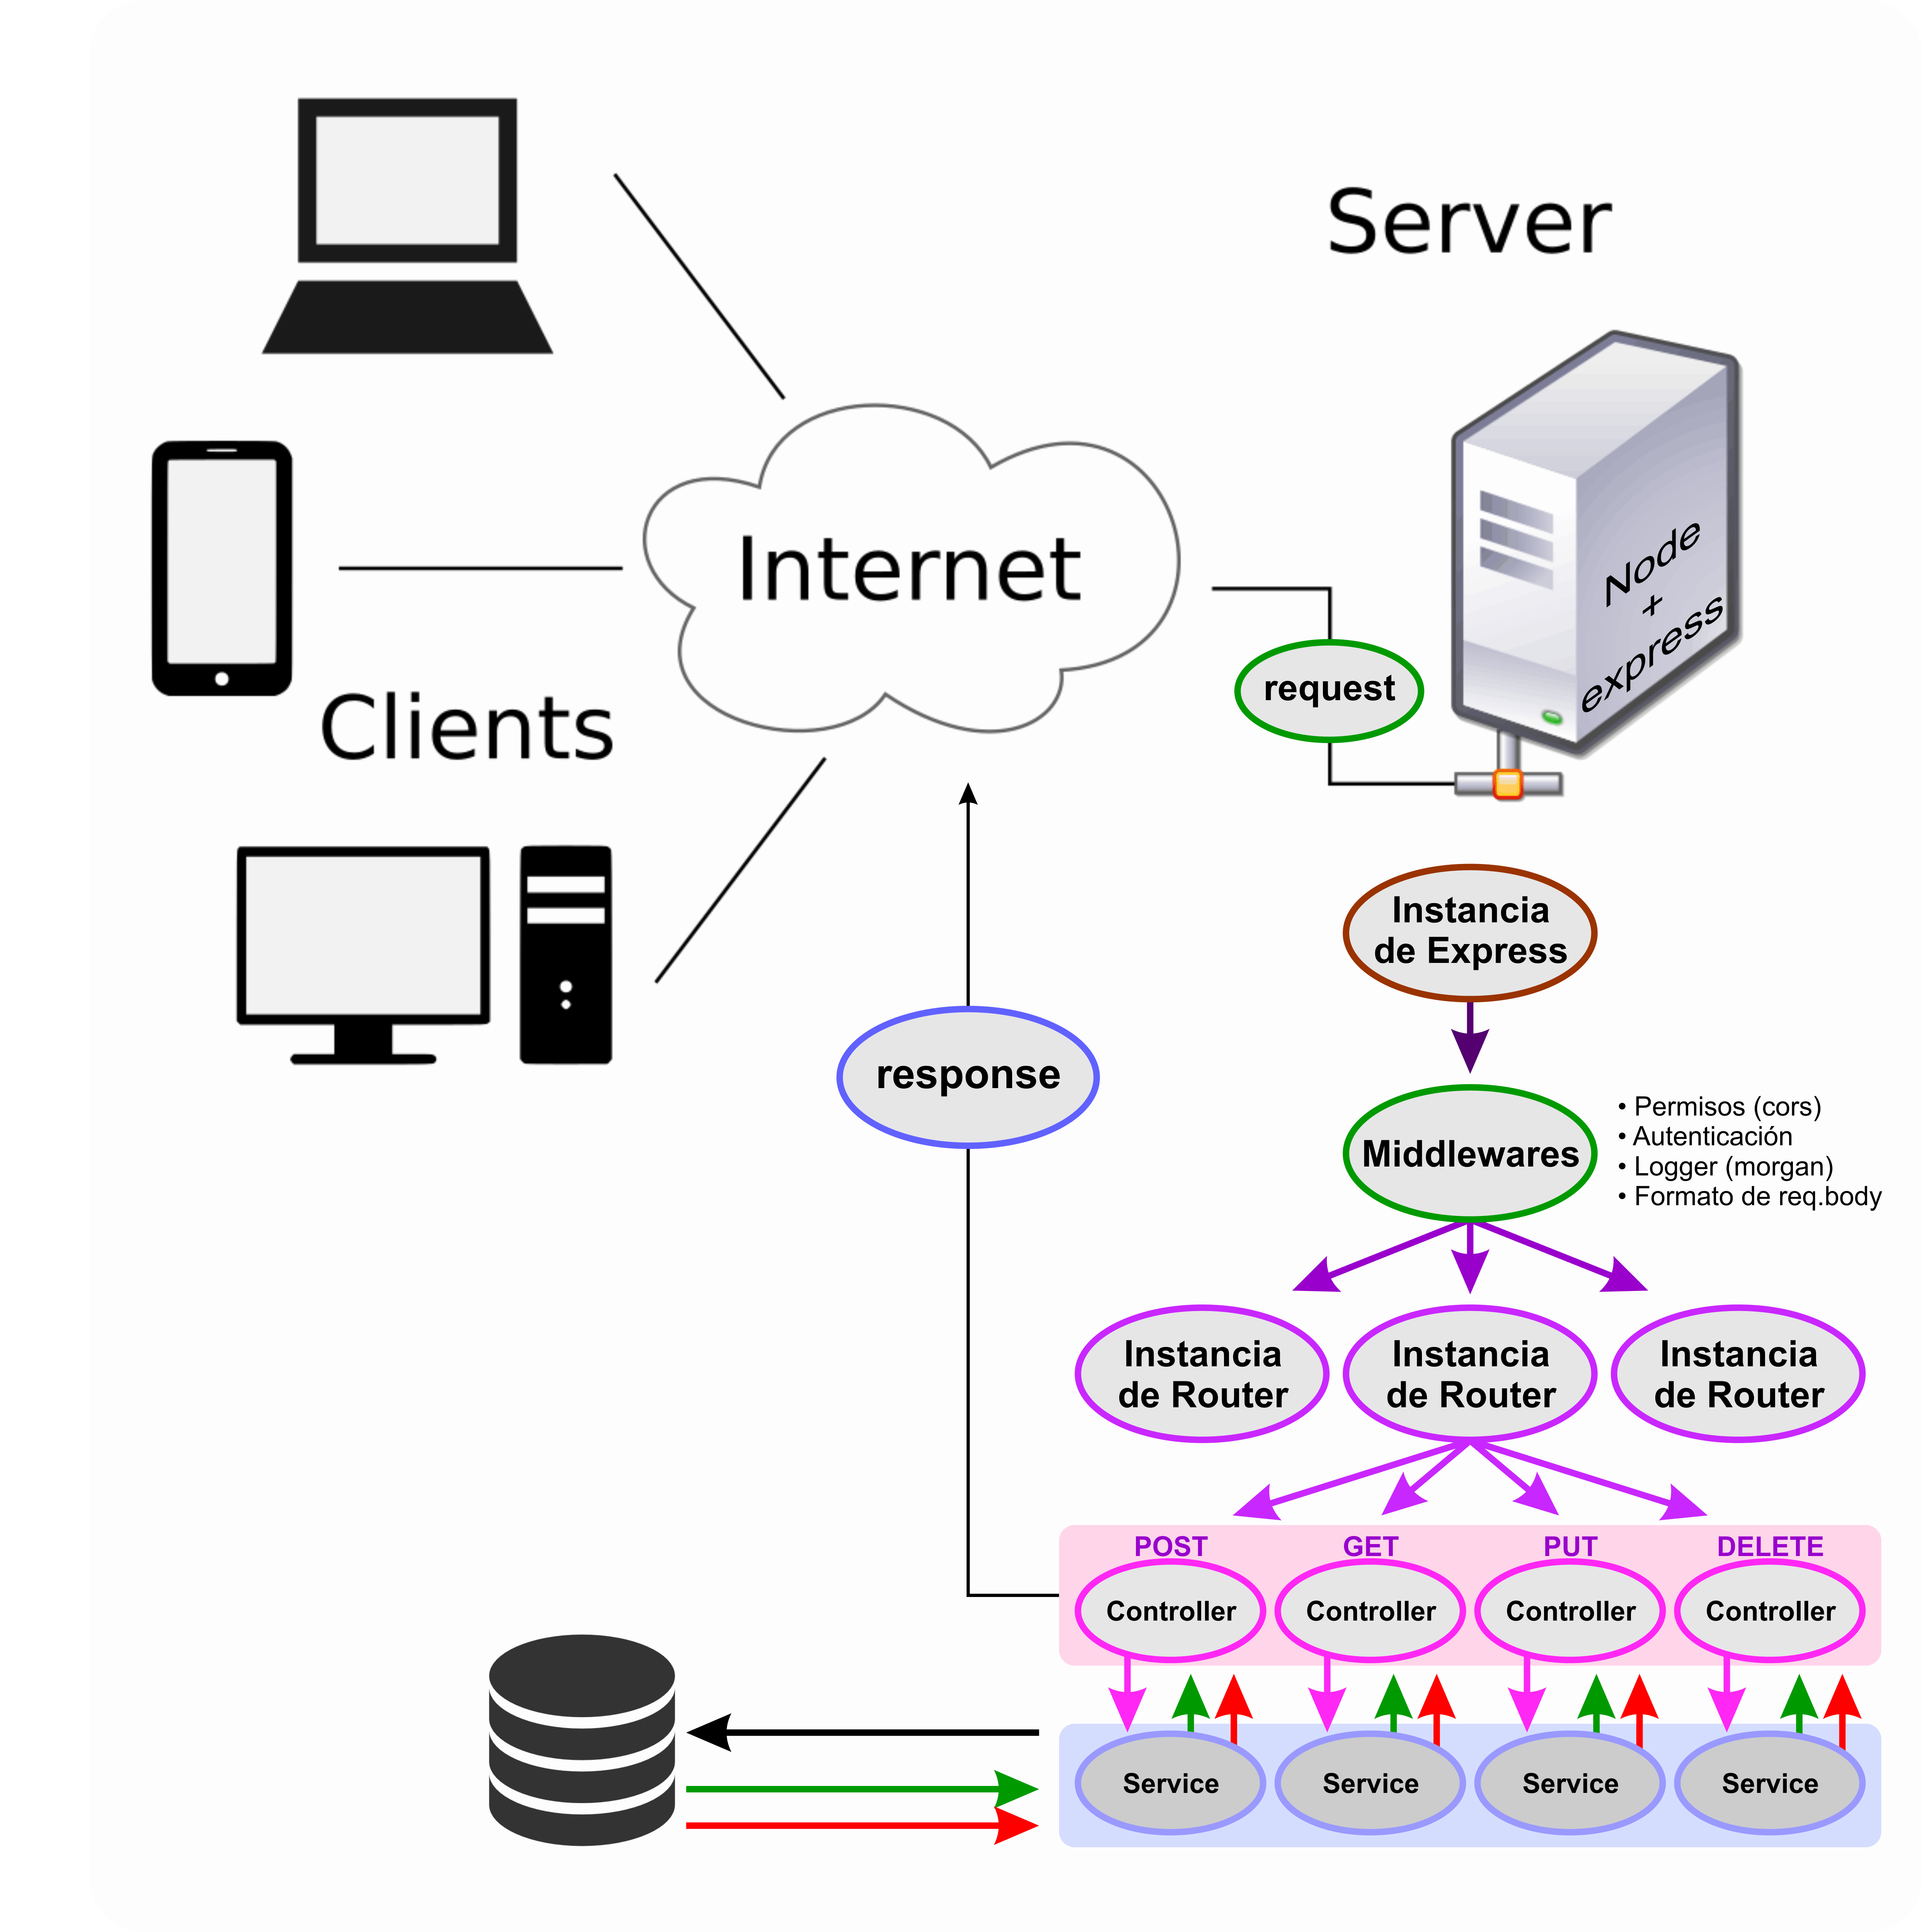 Server
Internet
Node
+
express
request
Clients
Instancia
de Express
response
Middlewares
• Permisos (cors)
• Autenticación
• Logger (morgan)
• Formato de req.body
Instancia
de Router
Instancia
de Router
Instancia
de Router
POST GET PUT DELETE
Controller Controller Controller Controller
Service Service Service Service